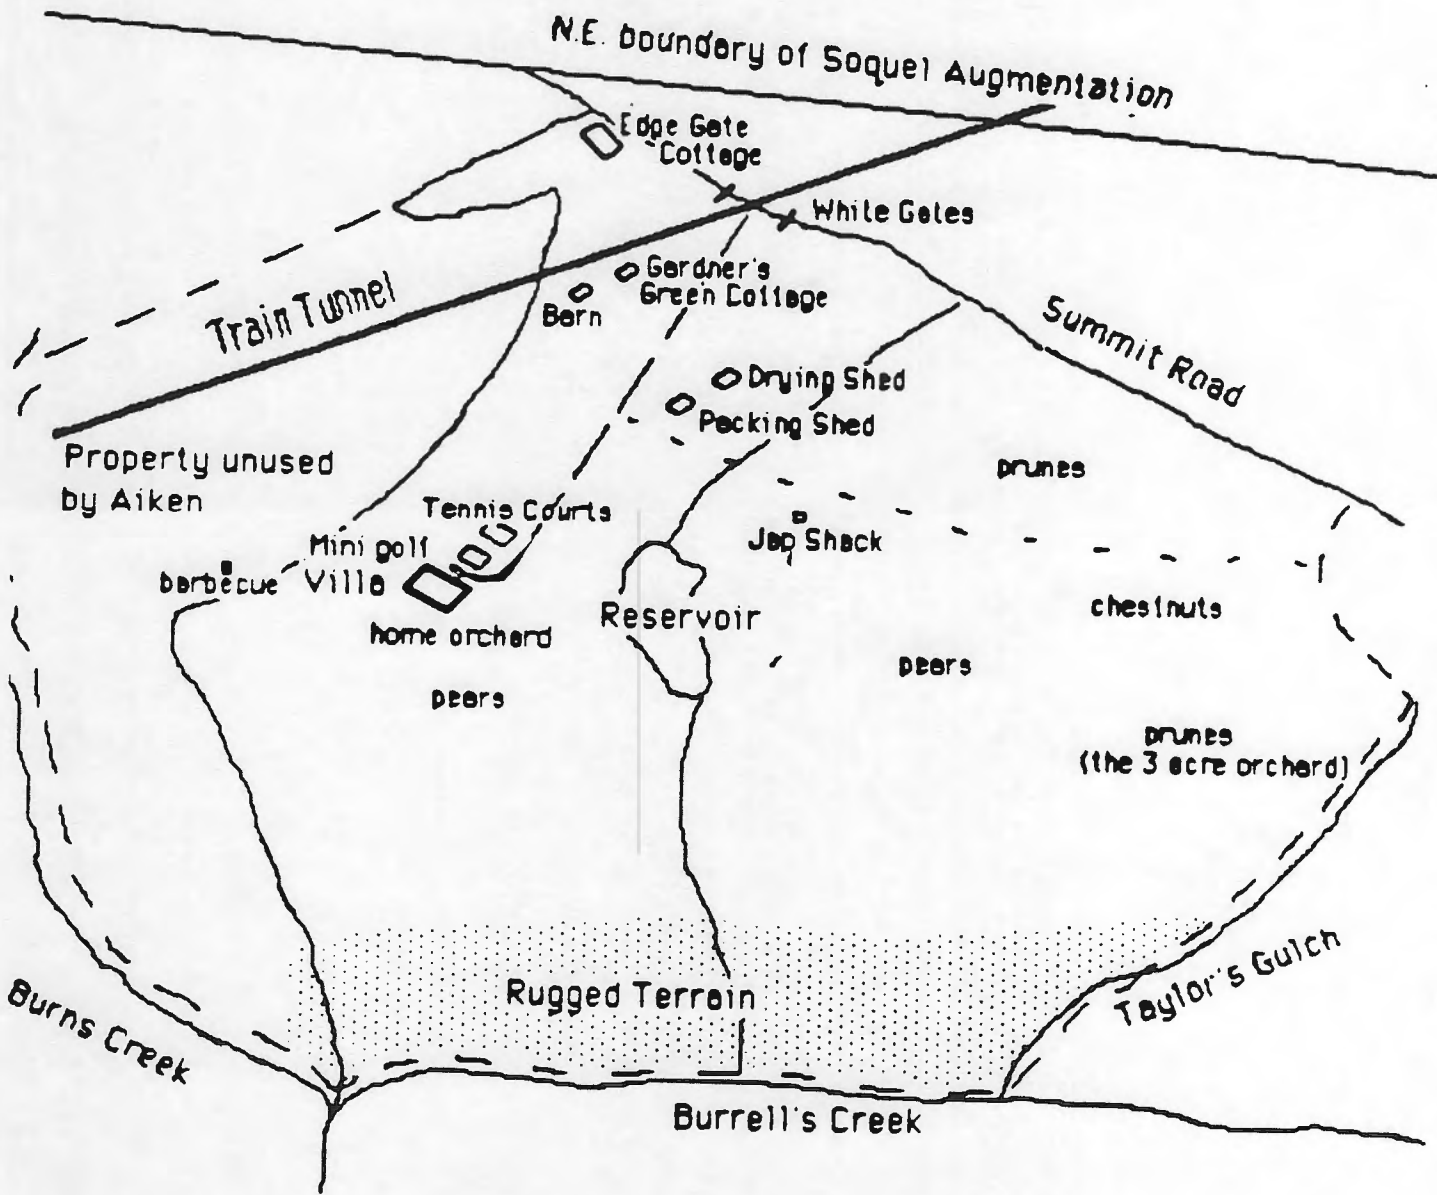 N.E. boundary of Soquel Augmentation
Edge Gate
Cottage
White Gates
Gardner's
Green Cottage
Barn
Train Tunnel
Summit Road
Drying Shed
Packing Shed
Property unused
by Aiken
prunes
Tennis Courts
Mini golf
Jap Shack
barbecue
Villa
chestnuts
Reservoir
home orchard
pears
pears
prunes
(the 3 acre orchard)
Rugged Terrain
Taylor's Gulch
Burns Creek
Burrell's Creek